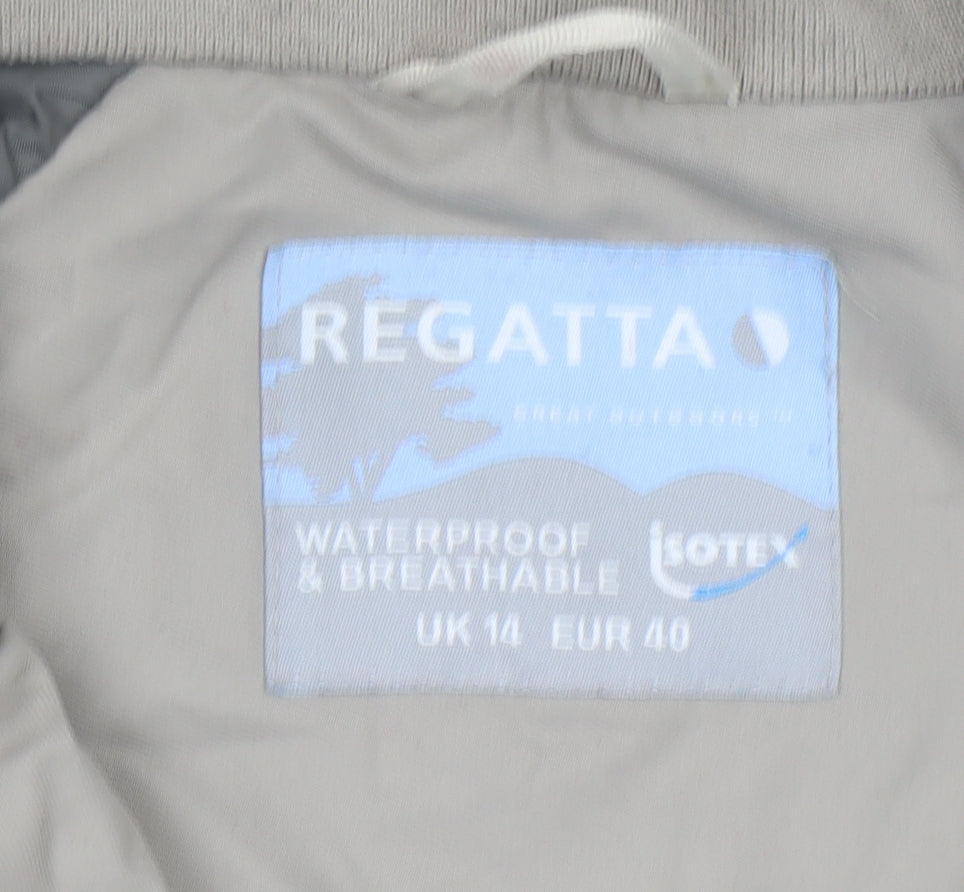 REGATTA
GREAT OUTDOORS
WATERPROOF
& BREATHABLE
isotex
UK 14 EUR 40